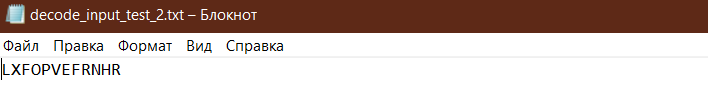 decode_input_test_2.txt – Блокнот
Файл Правка Формат Вид Справка
LXFOPVEFRNHR